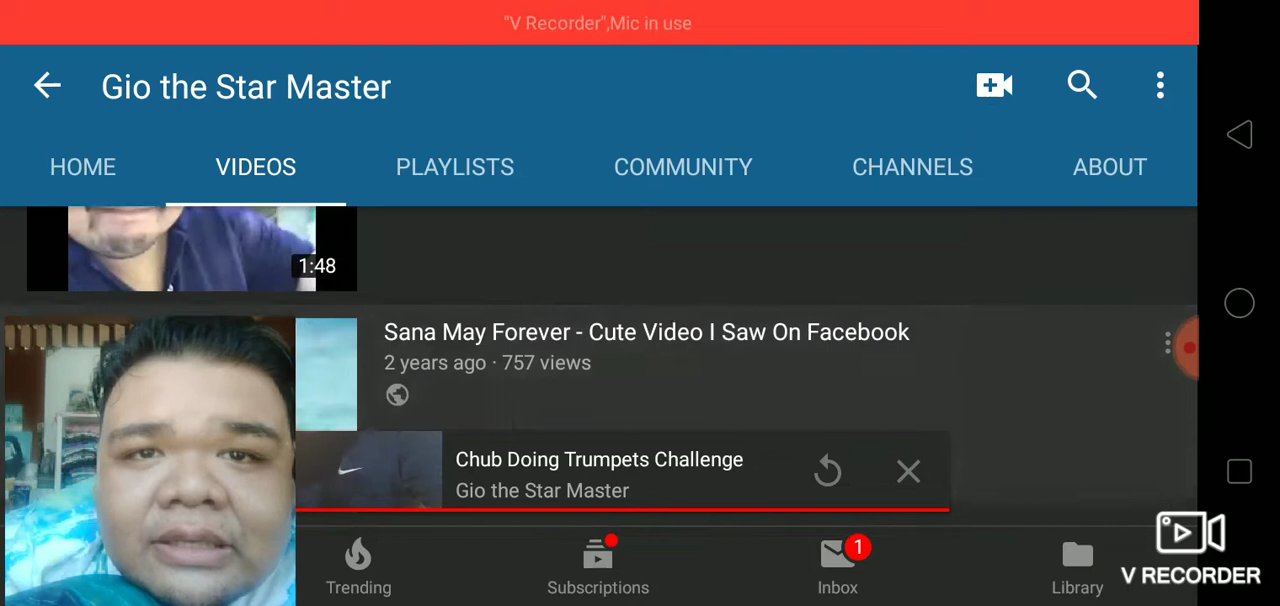 "V Recorder",Mic in use
Gio the Star Master
HOME VIDEOS PLAYLISTS COMMUNITY CHANNELS ABOUT
1:48
Sana May Forever - Cute Video I Saw On Facebook
2 years ago · 757 views
Chub Doing Trumpets Challenge
Gio the Star Master
1
Trending Subscriptions Inbox Library
V RECORDER